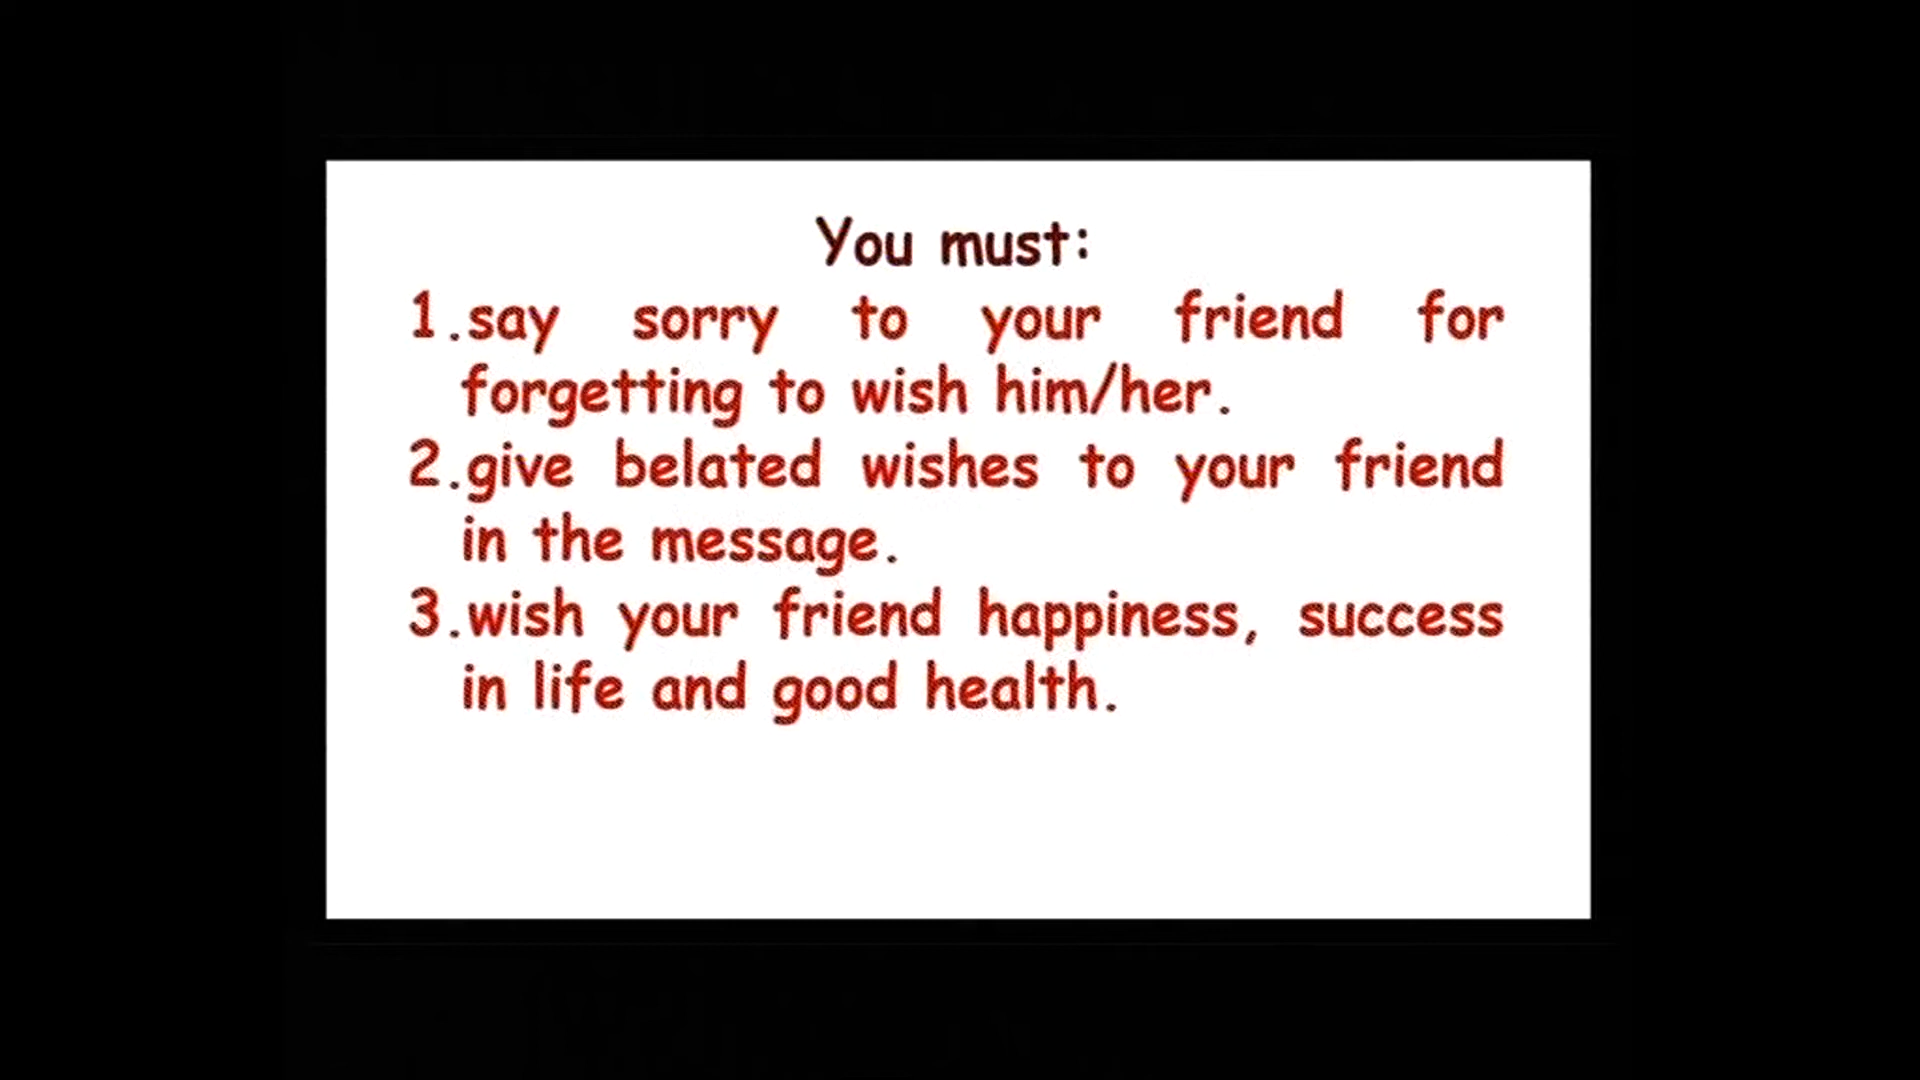 You must:
1.say sorry to your friend for
forgetting to wish him/her.
2.give belated wishes to your friend
in the message.
3.wish your friend happiness, success
in life and good health.